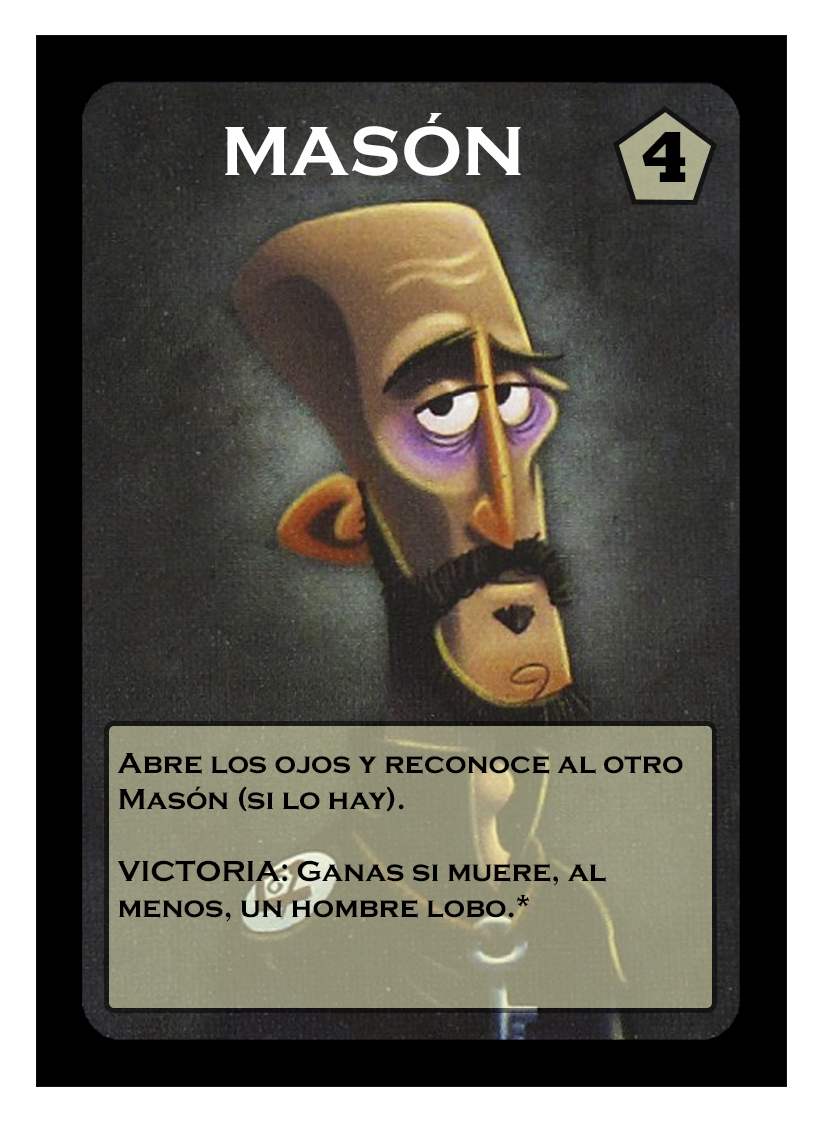 MASÓN
4
ABRE LOS OJOS Y RECONOCE AL OTRO
MASÓN (SI LO HAY).
VICTORIA: GANAS SI MUERE, AL
MENOS, UN HOMBRE LOBO.*